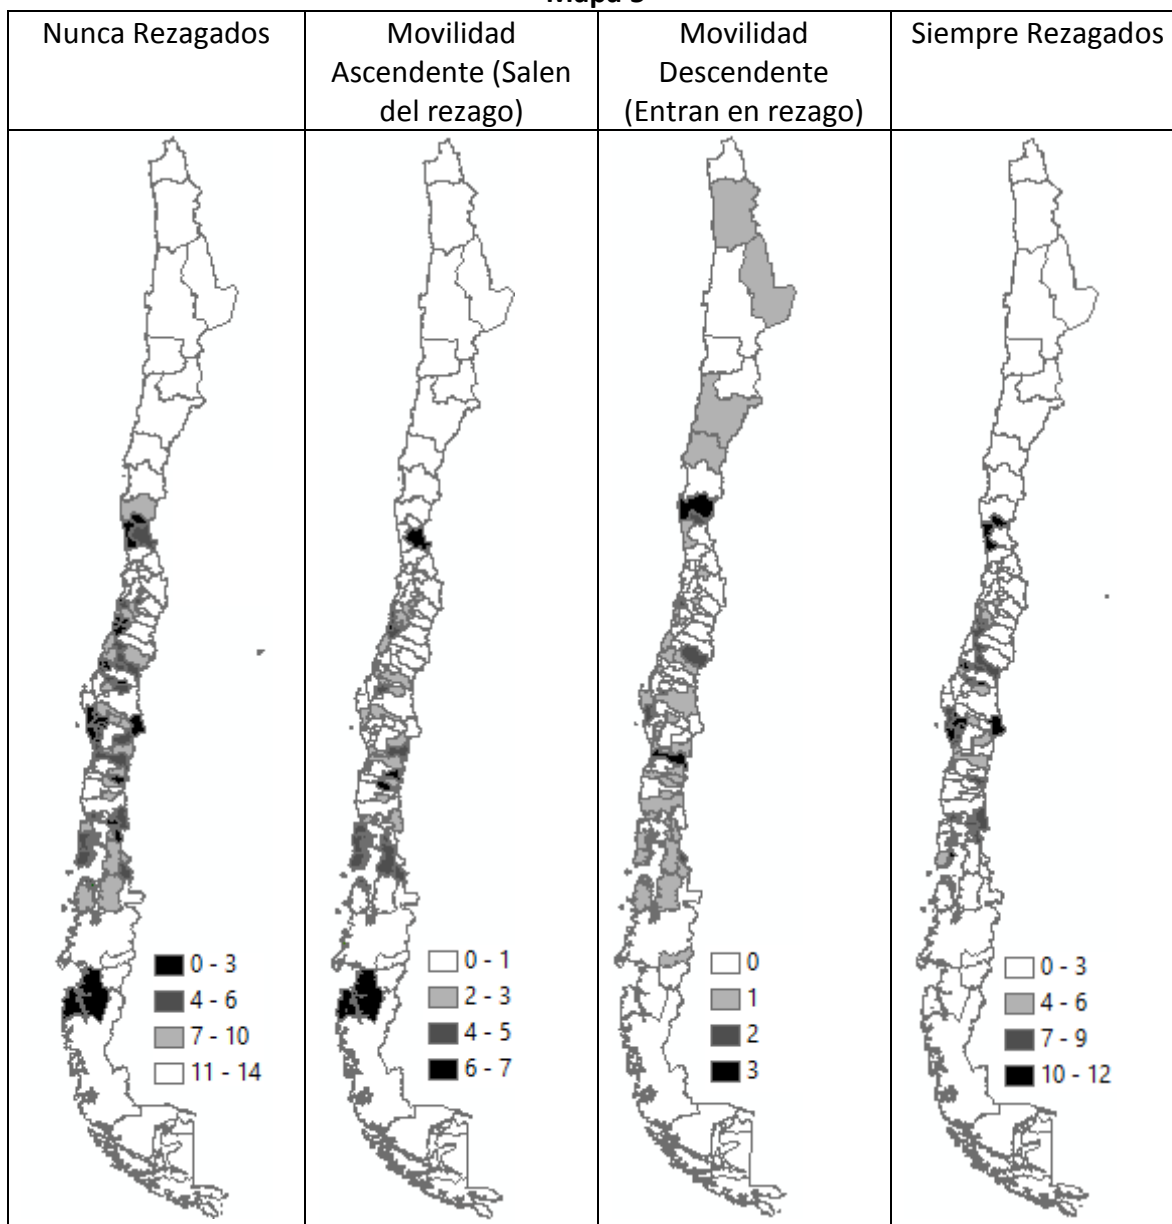 Mapa 3
Nunca Rezagados
Movilidad
Ascendente (Salen
del rezago)
Movilidad
Descendente
(Entran en rezago)
Siempre Rezagados
0 - 3
4 - 6
7 - 10
11 - 14
0 - 1
2 - 3
4 - 5
6 - 7
0
1
2
3
0 - 3
4 - 6
7 - 9
10 - 12